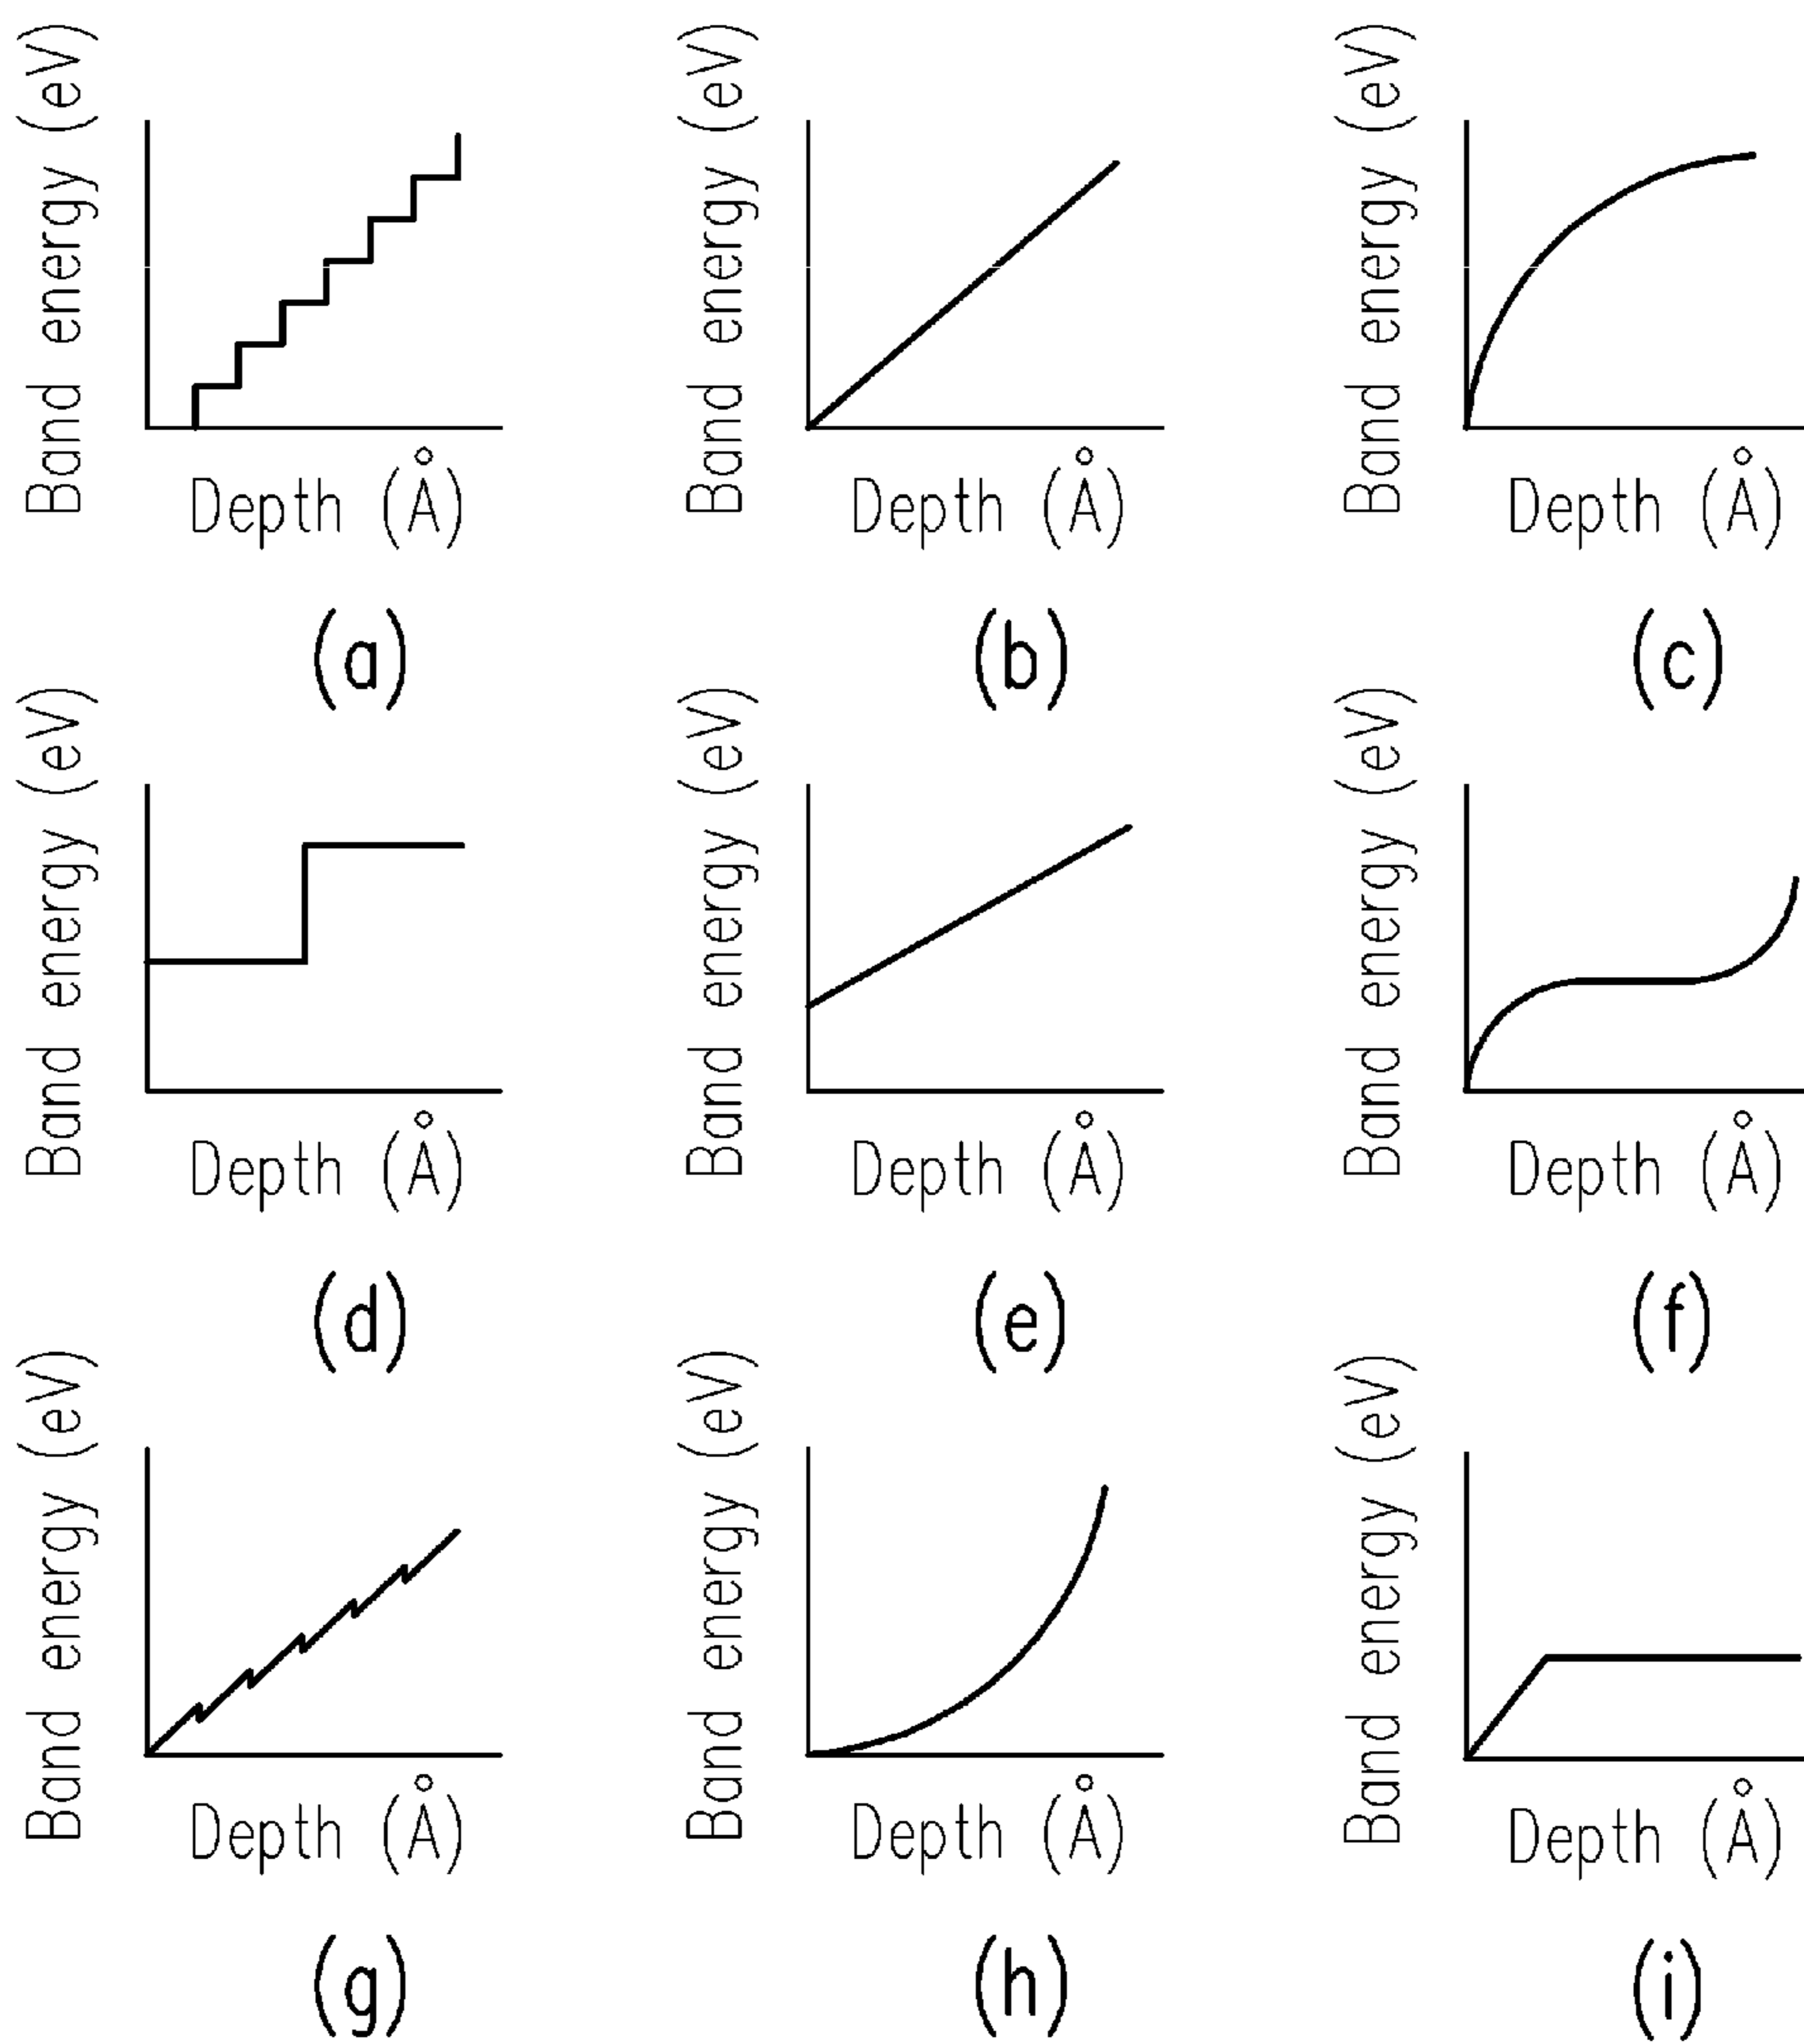 Band energy (eV)
Depth (Å)
(a)
Band energy (eV)
Depth (Å)
(b)
Band energy (eV)
Depth (Å)
(c)
Band energy (eV)
Depth (Å)
(d)
Band energy (eV)
Depth (Å)
(e)
Band energy (eV)
Depth (Å)
(f)
Band energy (eV)
Depth (Å)
(g)
Band energy (eV)
Depth (Å)
(h)
Band energy (eV)
Depth (Å)
(i)